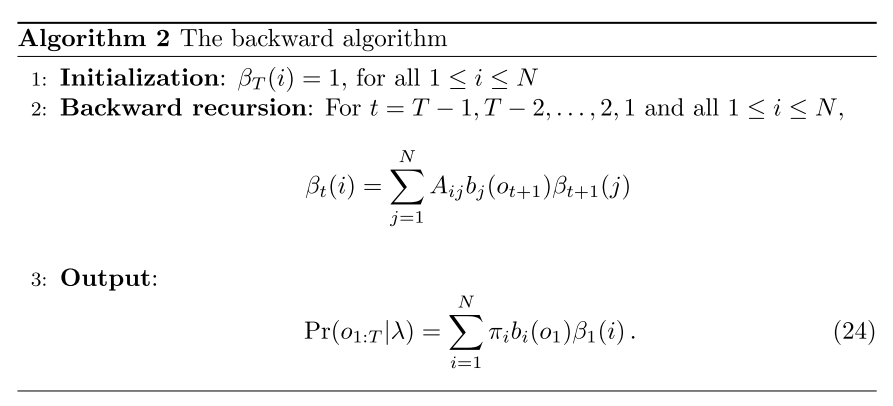 Algorithm 2 The backward algorithm
1: Initialization: β_T(i) = 1, for all 1 ≤ i ≤ N
2: Backward recursion: For t = T − 1, T − 2, . . . , 2, 1 and all 1 ≤ i ≤ N,
β_t(i) = ∑_{j=1}^{N} A_{ij}b_j(o_{t+1})β_{t+1}(j)
3: Output:
Pr(o_{1:T}|λ) = ∑_{i=1}^{N} π_i b_i(o_1)β_1(i) . (24)